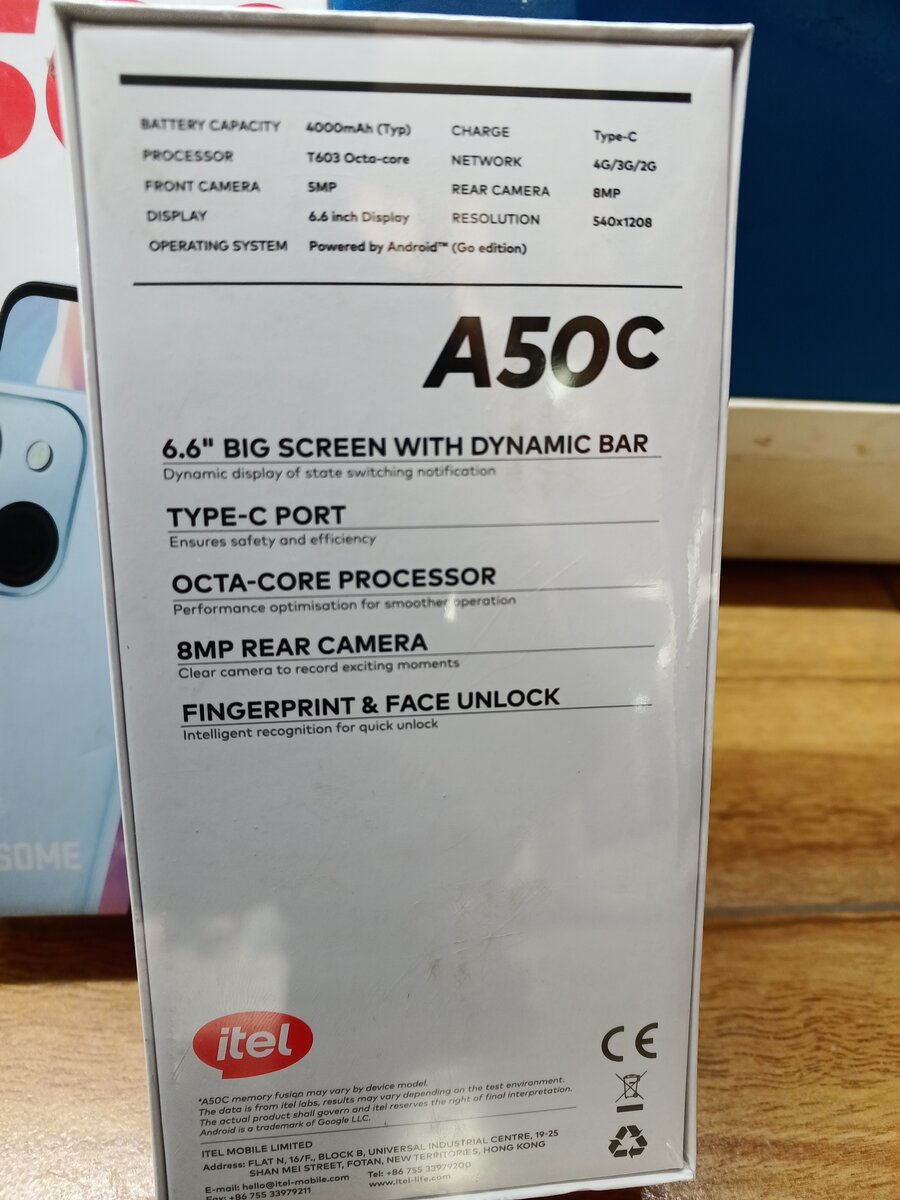 BATTERY CAPACITY 4000mAh (Typ) CHARGE Type-C
PROCESSOR T603 Octa-core NETWORK 4G/3G/2G
FRONT CAMERA 5MP REAR CAMERA 8MP
DISPLAY 6.6 inch Display RESOLUTION 540x1208
OPERATING SYSTEM Powered by Android™ (Go edition)
A50C
6.6" BIG SCREEN WITH DYNAMIC BAR
Dynamic display of state switching notification
TYPE-C PORT
Ensures safety and efficiency
OCTA-CORE PROCESSOR
Performance optimisation for smoother operation
8MP REAR CAMERA
Clear camera to record exciting moments
FINGERPRINT & FACE UNLOCK
Intelligent recognition for quick unlock
SOME
itel
CE
*A50C memory fusion may vary by device model.
The data is from itel labs, results may vary depending on the test environment.
The actual product shall govern and itel reserves the right of final interpretation.
Android is a trademark of Google LLC.
ITEL MOBILE LIMITED
Address: FLAT N, 16/F., BLOCK B, UNIVERSAL INDUSTRIAL CENTRE, 19-25
SHAN MEI STREET, FOTAN, NEW TERRITORIES, HONG KONG
E-mail: hello@itel-mobile.com Tel: +86 755 33979200
Fax: +86 755 33979211 www.itel-life.com